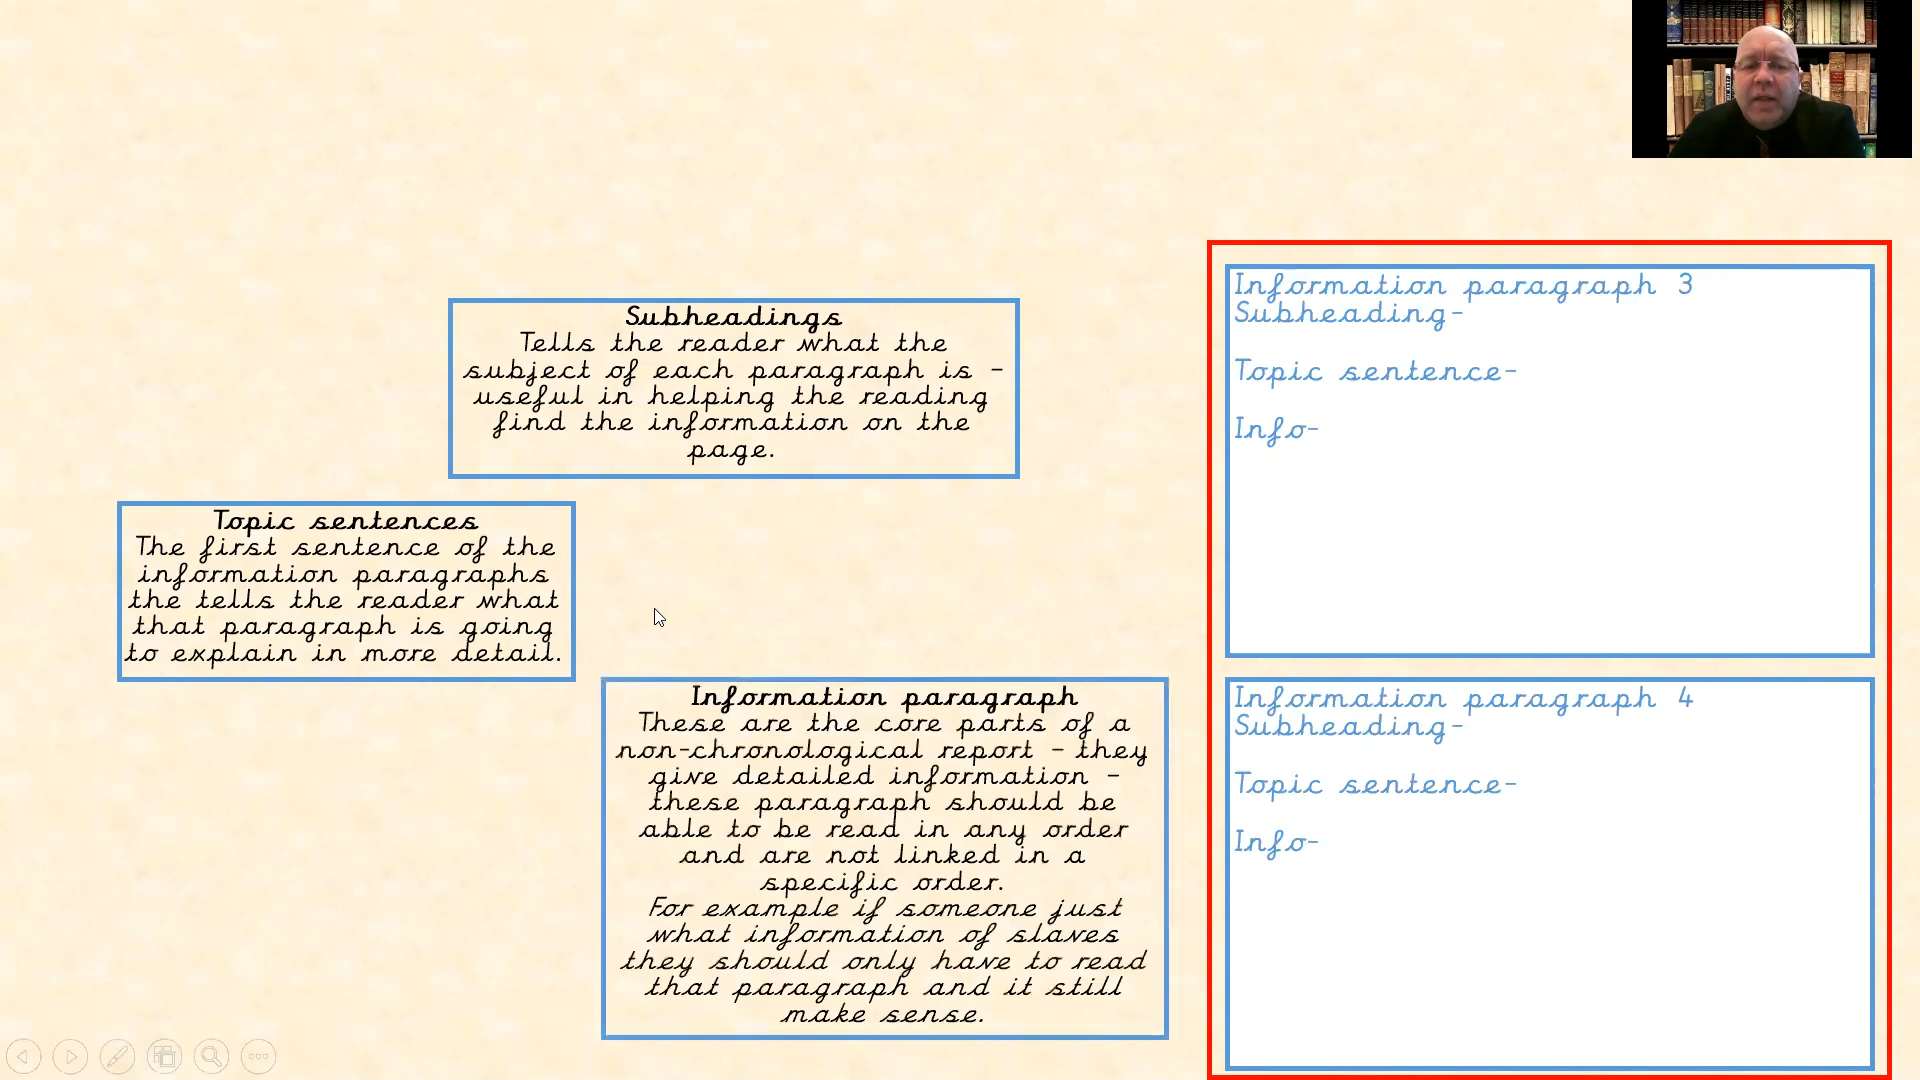 Subheadings
Tells the reader what the
subject of each paragraph is -
useful in helping the reading
find the information on the
page.
Topic sentences
The first sentence of the
information paragraphs
the tells the reader what
that paragraph is going
to explain in more detail.
Information paragraph
These are the core parts of a
non-chronological report - they
give detailed information -
these paragraph should be
able to be read in any order
and are not linked in a
specific order.
For example if someone just
what information of slaves
they should only have to read
that paragraph and it still
make sense.
Information paragraph 3
Subheading-
Topic sentence-
Info-
Information paragraph 4
Subheading-
Topic sentence-
Info-